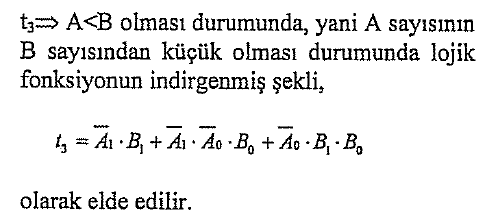 t₃⇒ A<B olması durumunda, yani A sayısının
B sayısından küçük olması durumunda lojik
fonksiyonun indirgenmiş şekli,
t₃ = A̅₁ · B₁ + A̅₁ · A̅₀ · B₀ + A̅₀ · B₁ · B₀
olarak elde edilir.